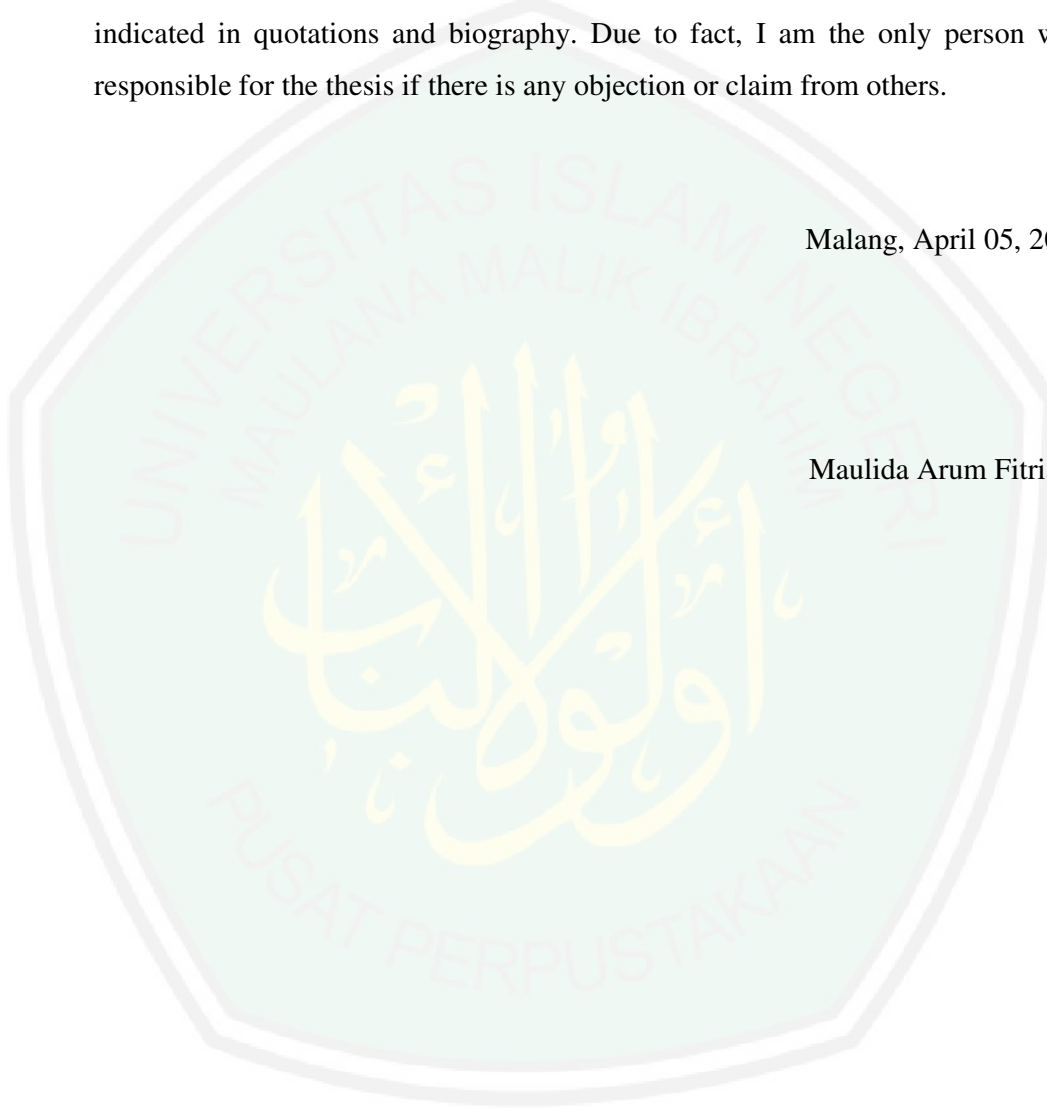 indicated in quotations and biography. Due to fact, I am the only person
responsible for the thesis if there is any objection or claim from others.
UNIVERSITAS ISLAM NEGERI
MAULANA MALIK IBRAHIM
Malang, April 05,
Maulida Arum
أولوا الألباب
PUSAT PERPUSTAKAAN